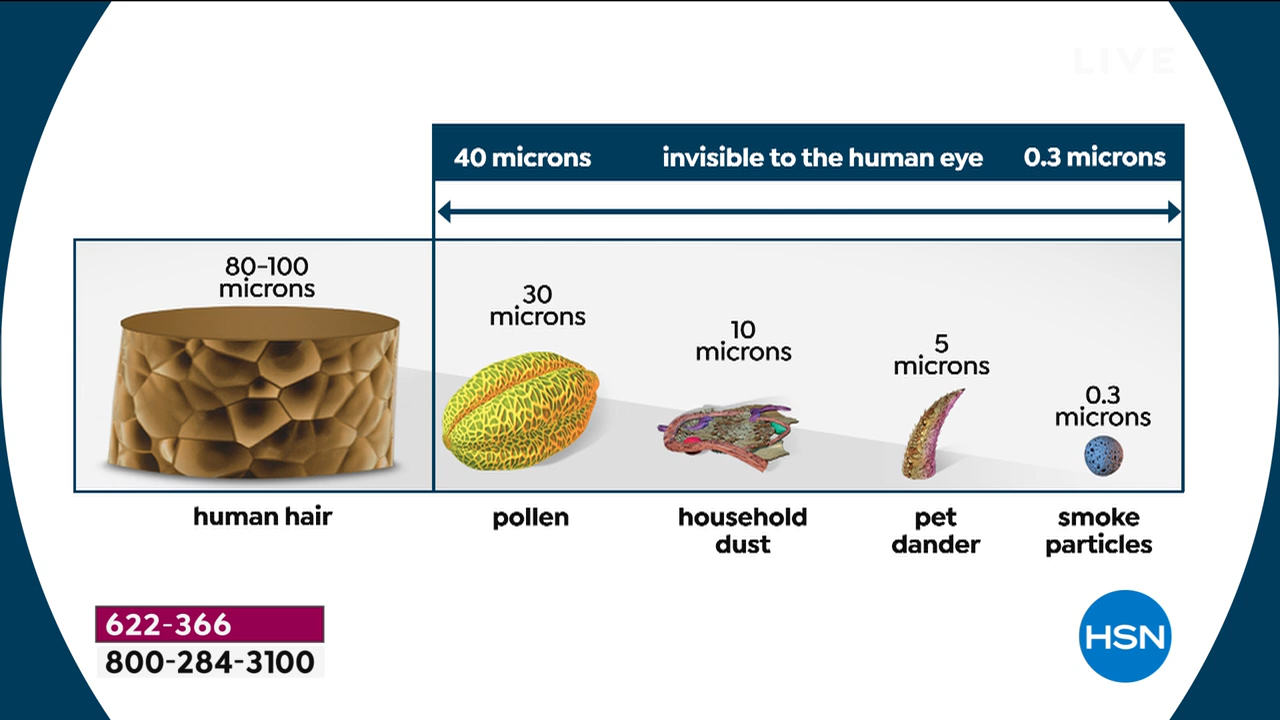 LIVE
40 microns invisible to the human eye 0.3 microns
80-100
microns
30
microns
10
microns
5
microns
0.3
microns
human hair
pollen
household
dust
pet
dander
smoke
particles
622-366
800-284-3100
HSN